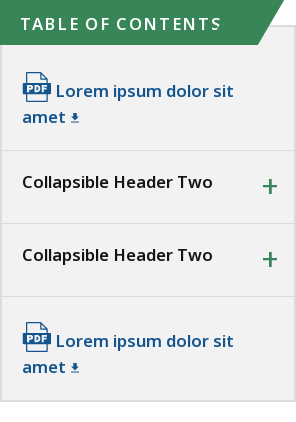 TABLE OF CONTENTS
PDF Lorem ipsum dolor sit
amet
Collapsible Header Two
+
Collapsible Header Two
+
PDF Lorem ipsum dolor sit
amet